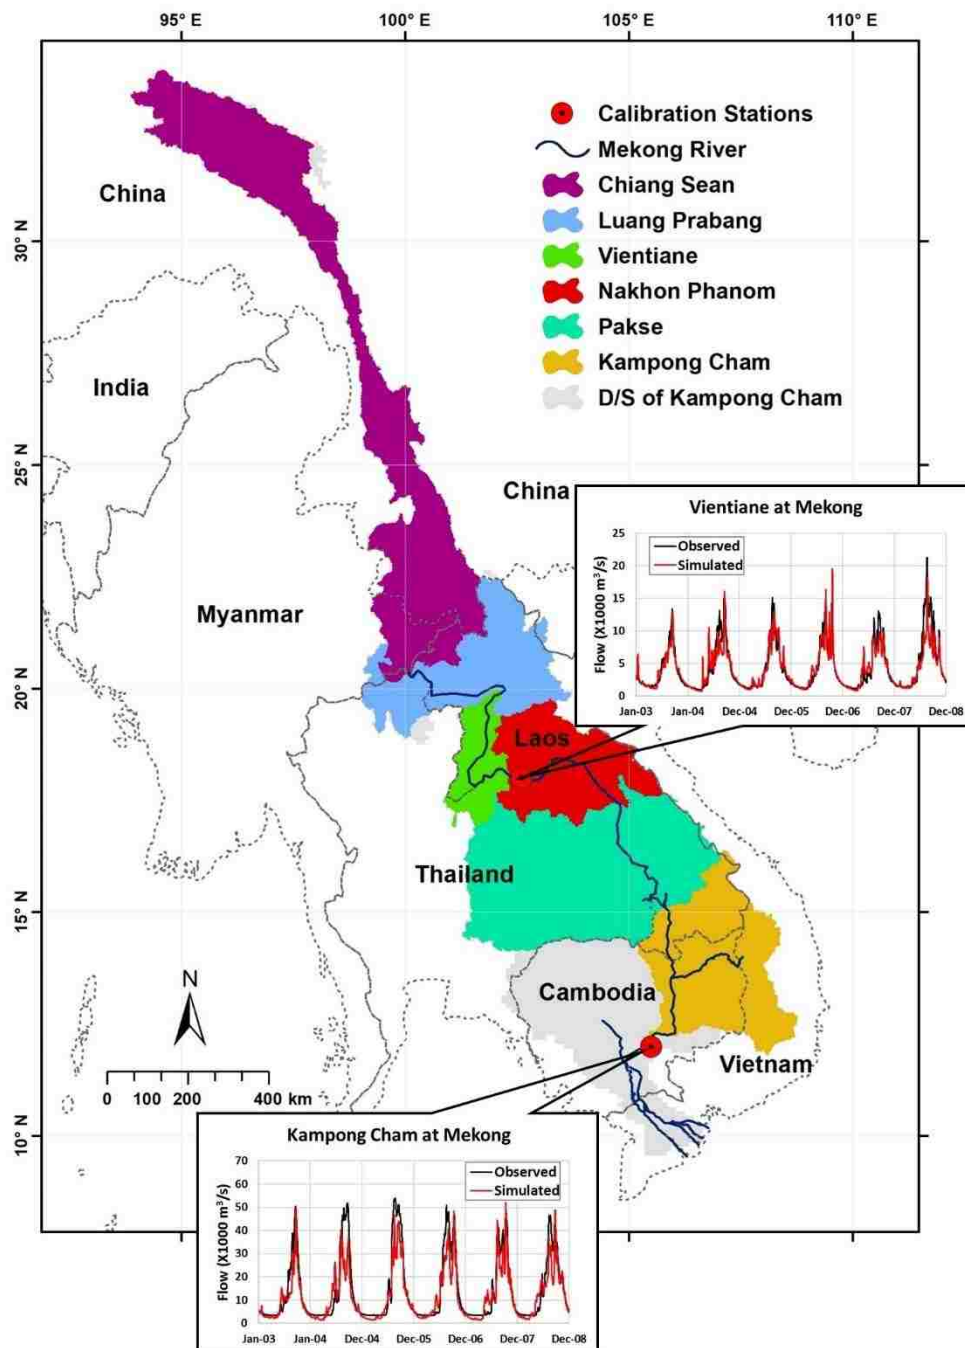 95° E
100° E
105° E
110° E
30° N
25° N
20° N
15° N
10° N
Calibration Stations
Mekong River
Chiang Sean
Luang Prabang
Vientiane
Nakhon Phanom
Pakse
Kampong Cham
D/S of Kampong Cham
China
India
China
Myanmar
Laos
Thailand
Cambodia
Vietnam
N
0 100 200 400 km
Vientiane at Mekong
Observed
Simulated
Flow (X1000 m³/s)
25
20
15
10
5
0
Jan-03 Jan-04 Dec-04 Dec-05 Dec-06 Dec-07 Dec-08
Kampong Cham at Mekong
Observed
Simulated
Flow (X1000 m³/s)
70
60
50
40
30
20
10
0
Jan-03 Jan-04 Dec-04 Dec-05 Dec-06 Dec-07 Dec-08